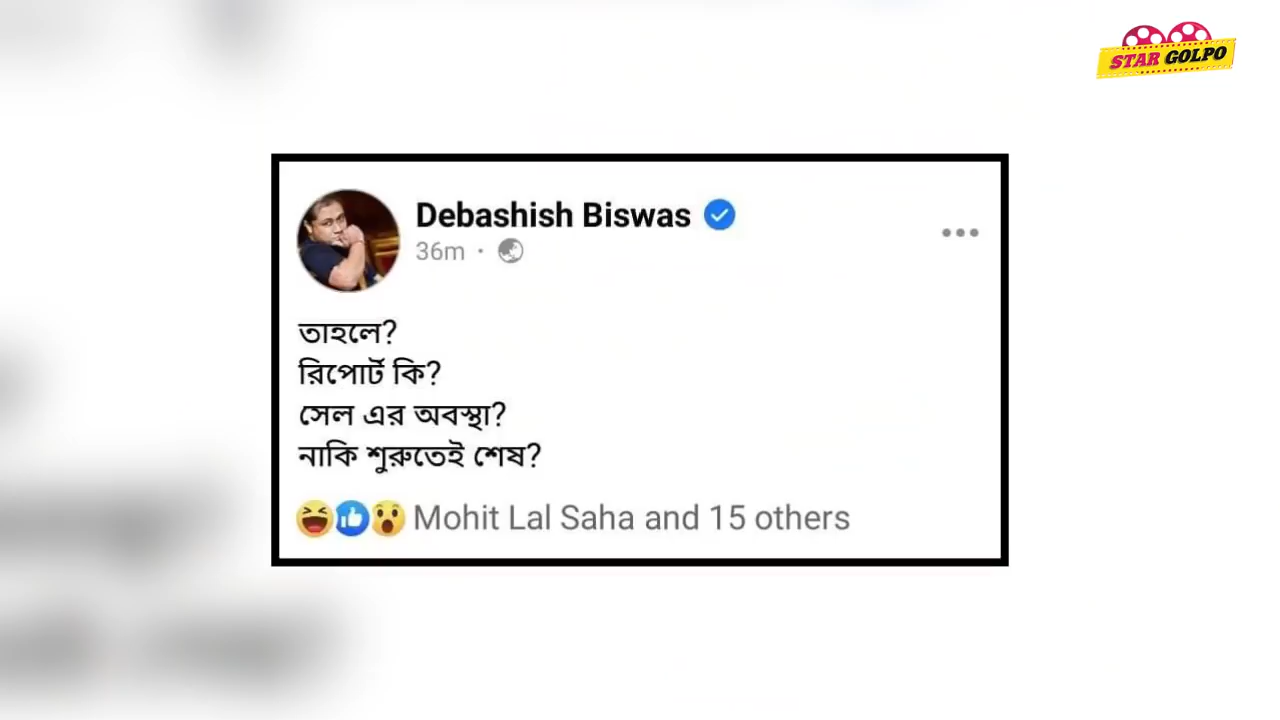 STAR GOLPO
Debashish Biswas
36m ·
তাহলে?
রিপোর্ট কি?
সেল এর অবস্থা?
নাকি শুরুতেই শেষ?
Mohit Lal Saha and 15 others